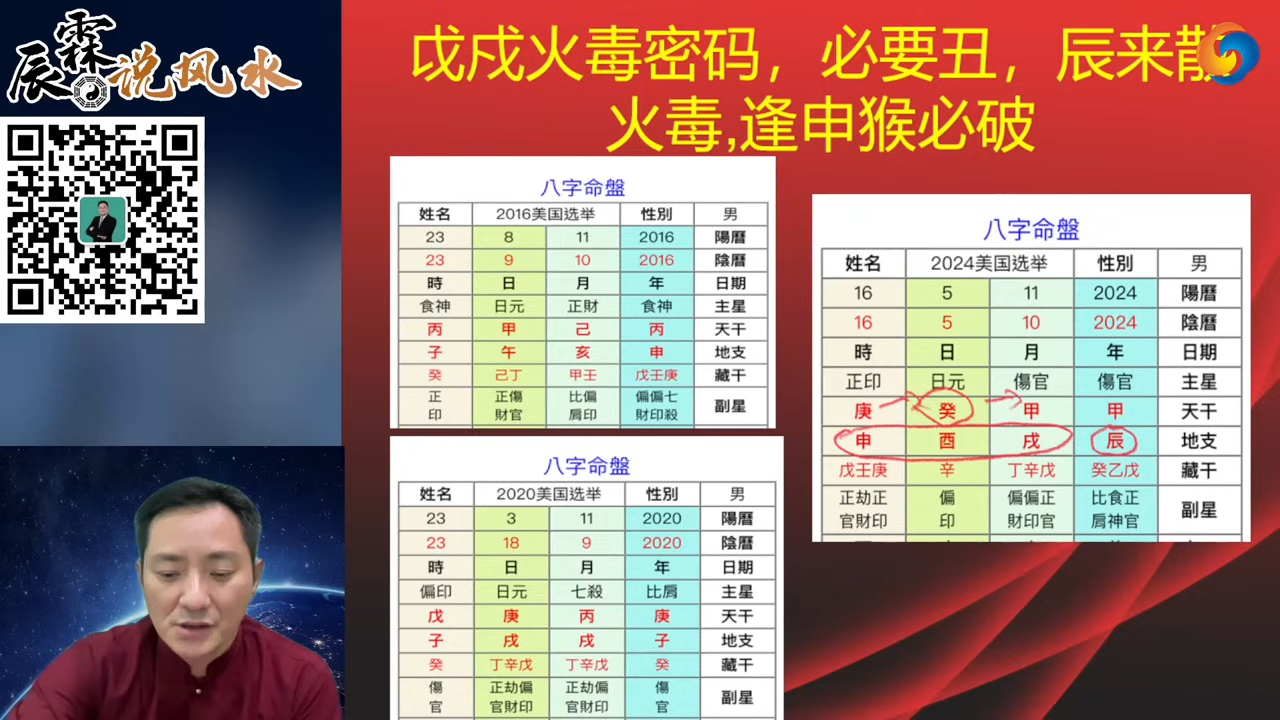 辰霖说风水
戊戍火毒密码，必要丑，辰来散
火毒,逢申猴必破
八字命盤
姓名 2016美国选举 性別 男
23 8 11 2016 陽曆
23 9 10 2016 陰曆
時 日 月 年 日期
食神 日元 正財 食神 主星
丙 甲 己 丙 天干
子 午 亥 申 地支
癸 己丁 甲壬 戊壬庚 藏干
正 正傷 比偏 偏偏七 副星
印 財官 肩印 財印殺
八字命盤
姓名 2020美国選举 性別 男
23 3 11 2020 陽曆
23 18 9 2020 陰曆
時 日 月 年 日期
偏印 日元 七殺 比肩 主星
戊 庚 丙 庚 天干
子 戌 戌 子 地支
癸 丁辛戊 丁辛戊 癸 藏干
傷 正劫偏 正劫偏 傷 副星
官 官財印 官財印 官
八字命盤
姓名 2024美国选举 性別 男
16 5 11 2024 陽曆
16 5 10 2024 陰曆
時 日 月 年 日期
正印 日元 傷官 傷官 主星
庚 癸 甲 甲 天干
申 酉 戌 辰 地支
戊壬庚 辛 丁辛戊 癸乙戊 藏干
正劫正 偏 偏偏正 比食正 副星
官財印 印 財印官 肩神官